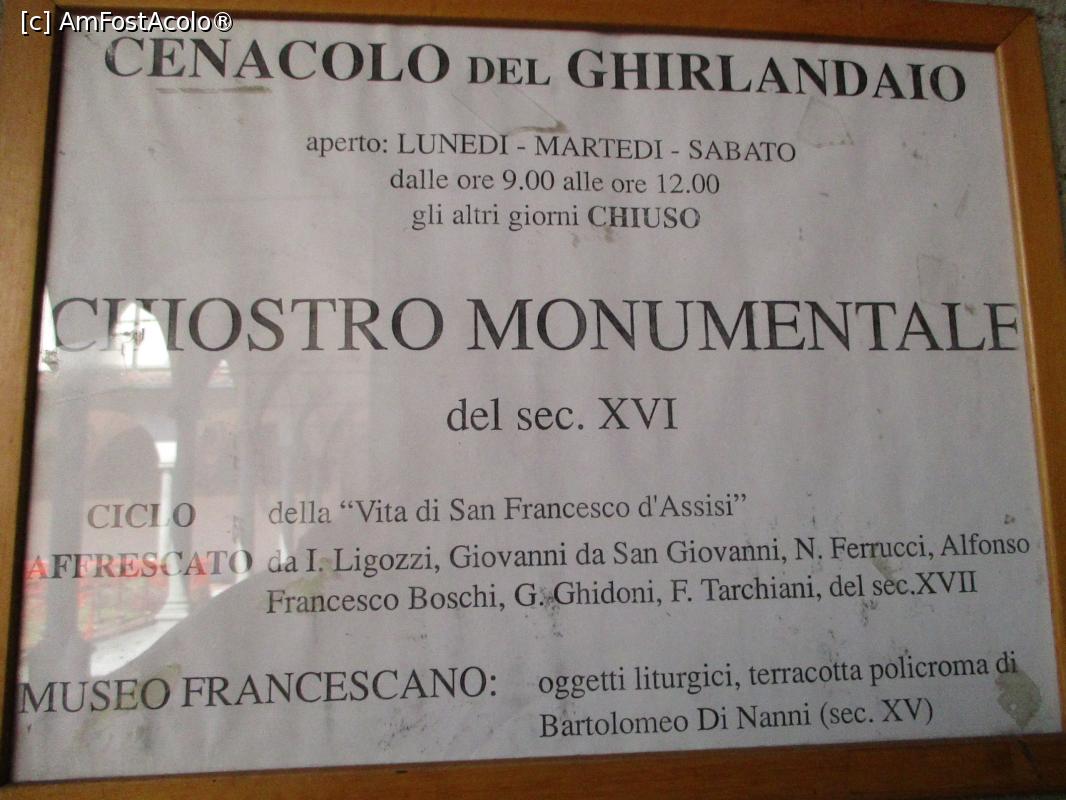 [c] AmFostAcolo®
CENACOLO DEL GHIRLANDAIO
aperto: LUNEDI - MARTEDI - SABATO
dalle ore 9.00 alle ore 12.00
gli altri giorni CHIUSO
CHIOSTRO MONUMENTALE
del sec. XVI
CICLO della “Vita di San Francesco d'Assisi”
AFFRESCATO da I. Ligozzi, Giovanni da San Giovanni, N. Ferrucci, Alfonso
Francesco Boschi, G. Ghidoni, F. Tarchiani, del sec.XVII
MUSEO FRANCESCANO: oggetti liturgici, terracotta policroma di
Bartolomeo Di Nanni (sec. XV)